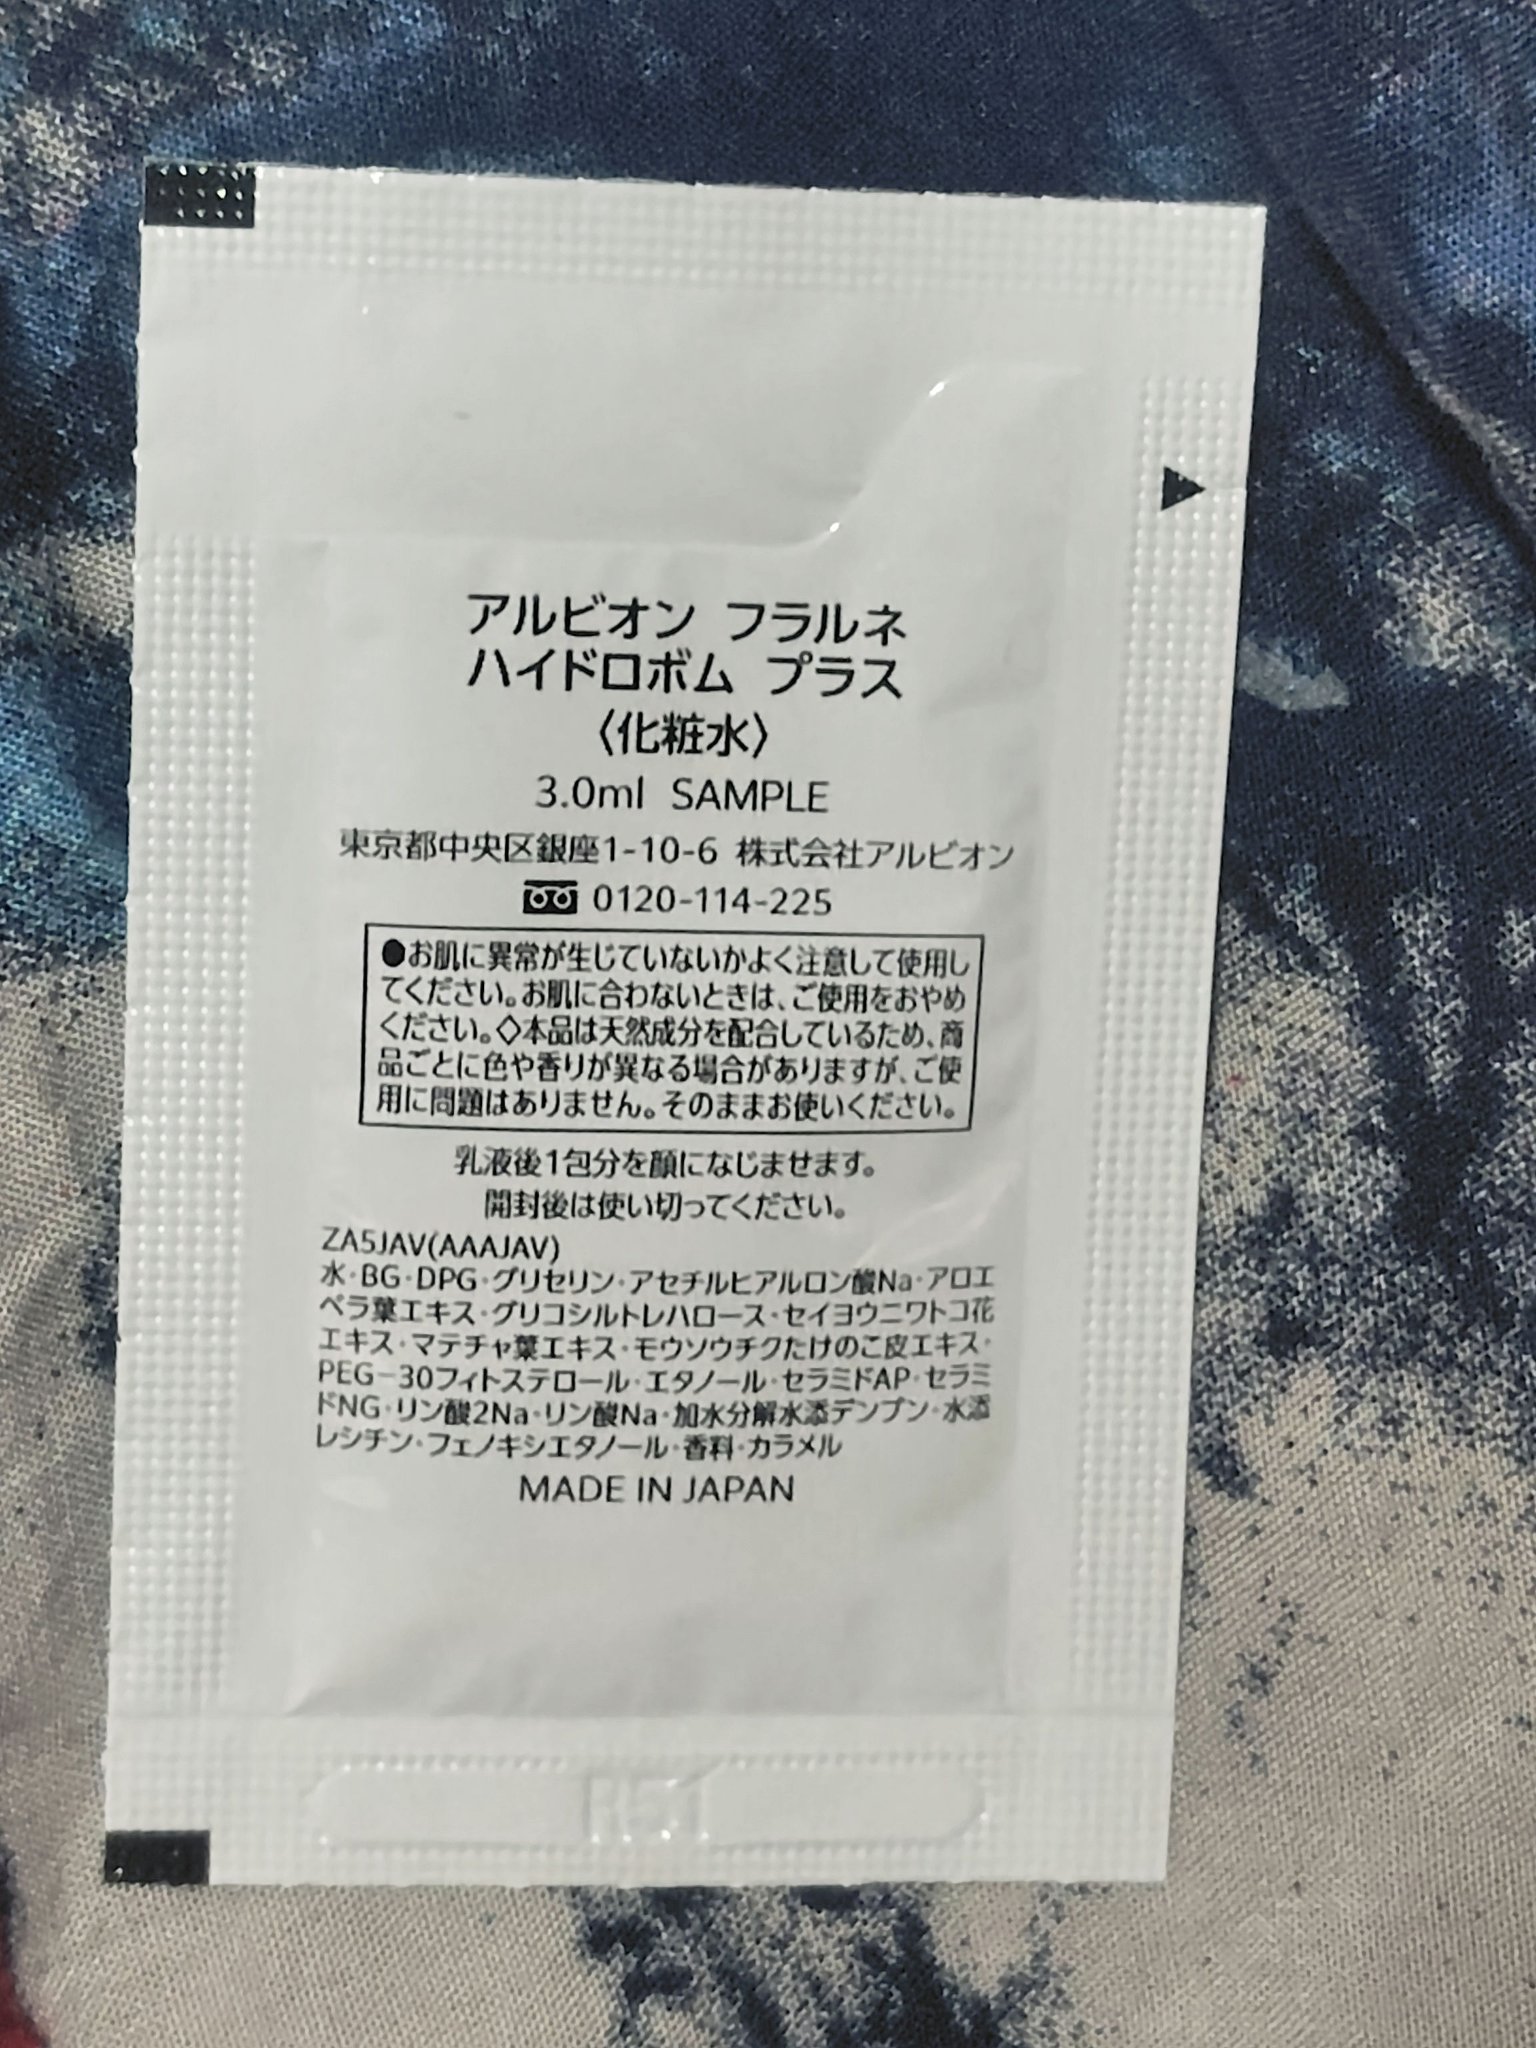 アルビオン フラルネ
ハイドロボム プラス
〈化粧水〉
3.0ml SAMPLE
東京都中央区銀座1-10-6 株式会社アルビオン
0120-114-225
●お肌に異常が生じていないかよく注意して使用し
てください。お肌に合わないときは、ご使用をおやめ
ください。◇本品は天然成分を配合しているため、商
品ごとに色や香りが異なる場合がありますが、ご使
用に問題はありません。そのままお使いください。
乳液後1包分を顔になじませます。
開封後は使い切ってください。
ZA5JAV(AAAJAV)
水・BG・DPG・グリセリン・アセチルヒアルロン酸Na・アロエ
ベラ葉エキス・グリコシルトレハロース・セイヨウニワトコ花
エキス・マテチャ葉エキス・モウソウチクたけのこ皮エキス・
PEG-30フィトステロール・エタノール・セラミドAP・セラミ
ドNG・リン酸2Na・リン酸Na・加水分解水添デンプン・水添
レシチン・フェノキシエタノール・香料・カラメル
MADE IN JAPAN